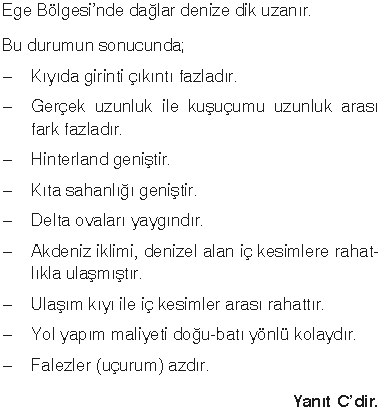 Ege Bölgesi’nde dağlar denize dik uzanır.
Bu durumun sonucunda;
– Kıyıda girinti çıkıntı fazladır.
– Gerçek uzunluk ile kuşuçumu uzunluk arası
fark fazladır.
– Hinterland geniştir.
– Kıta sahanlığı geniştir.
– Delta ovaları yaygındır.
– Akdeniz iklimi, denizel alan iç kesimlere rahat-
lıkla ulaşmıştır.
– Ulaşım kıyı ile iç kesimler arası rahattır.
– Yol yapım maliyeti doğu-batı yönlü kolaydır.
– Falezler (uçurum) azdır.
Yanıt C’dir.